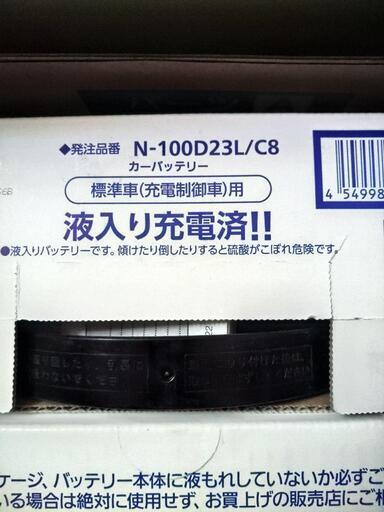 ◆発注品番 N-100D23L/C8
カーバッテリー
標準車(充電制御車)用
液入り充電済!!
●液入りバッテリーです。傾けたり倒したりすると硫酸がこぼれ危険です。
4 54998
ケージ、バッテリー本体に液もれしていないか必ずご
いる場合は絶対に使用せず、お買上げの販売店にご相